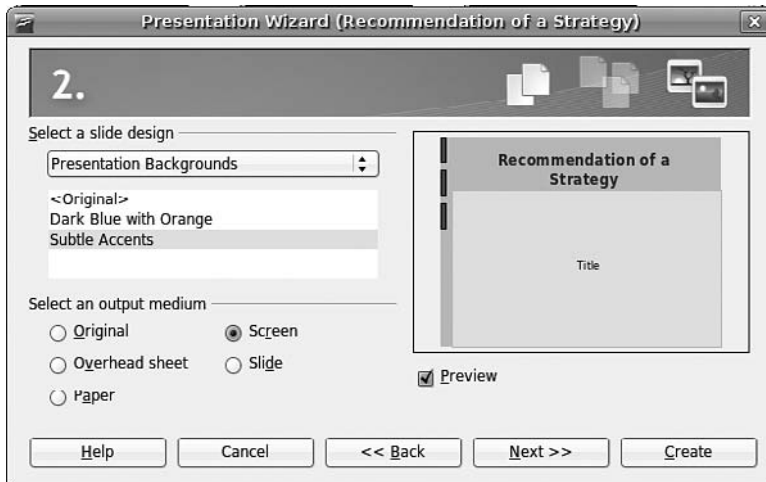 Presentation Wizard (Recommendation of a Strategy)
2.
Select a slide design
Presentation Backgrounds
<Original>
Dark Blue with Orange
Subtle Accents
Recommendation of a
Strategy
Title
Select an output medium
Original
Screen
Overhead sheet
Slide
Paper
Preview
Help
Cancel
<< Back
Next >>
Create